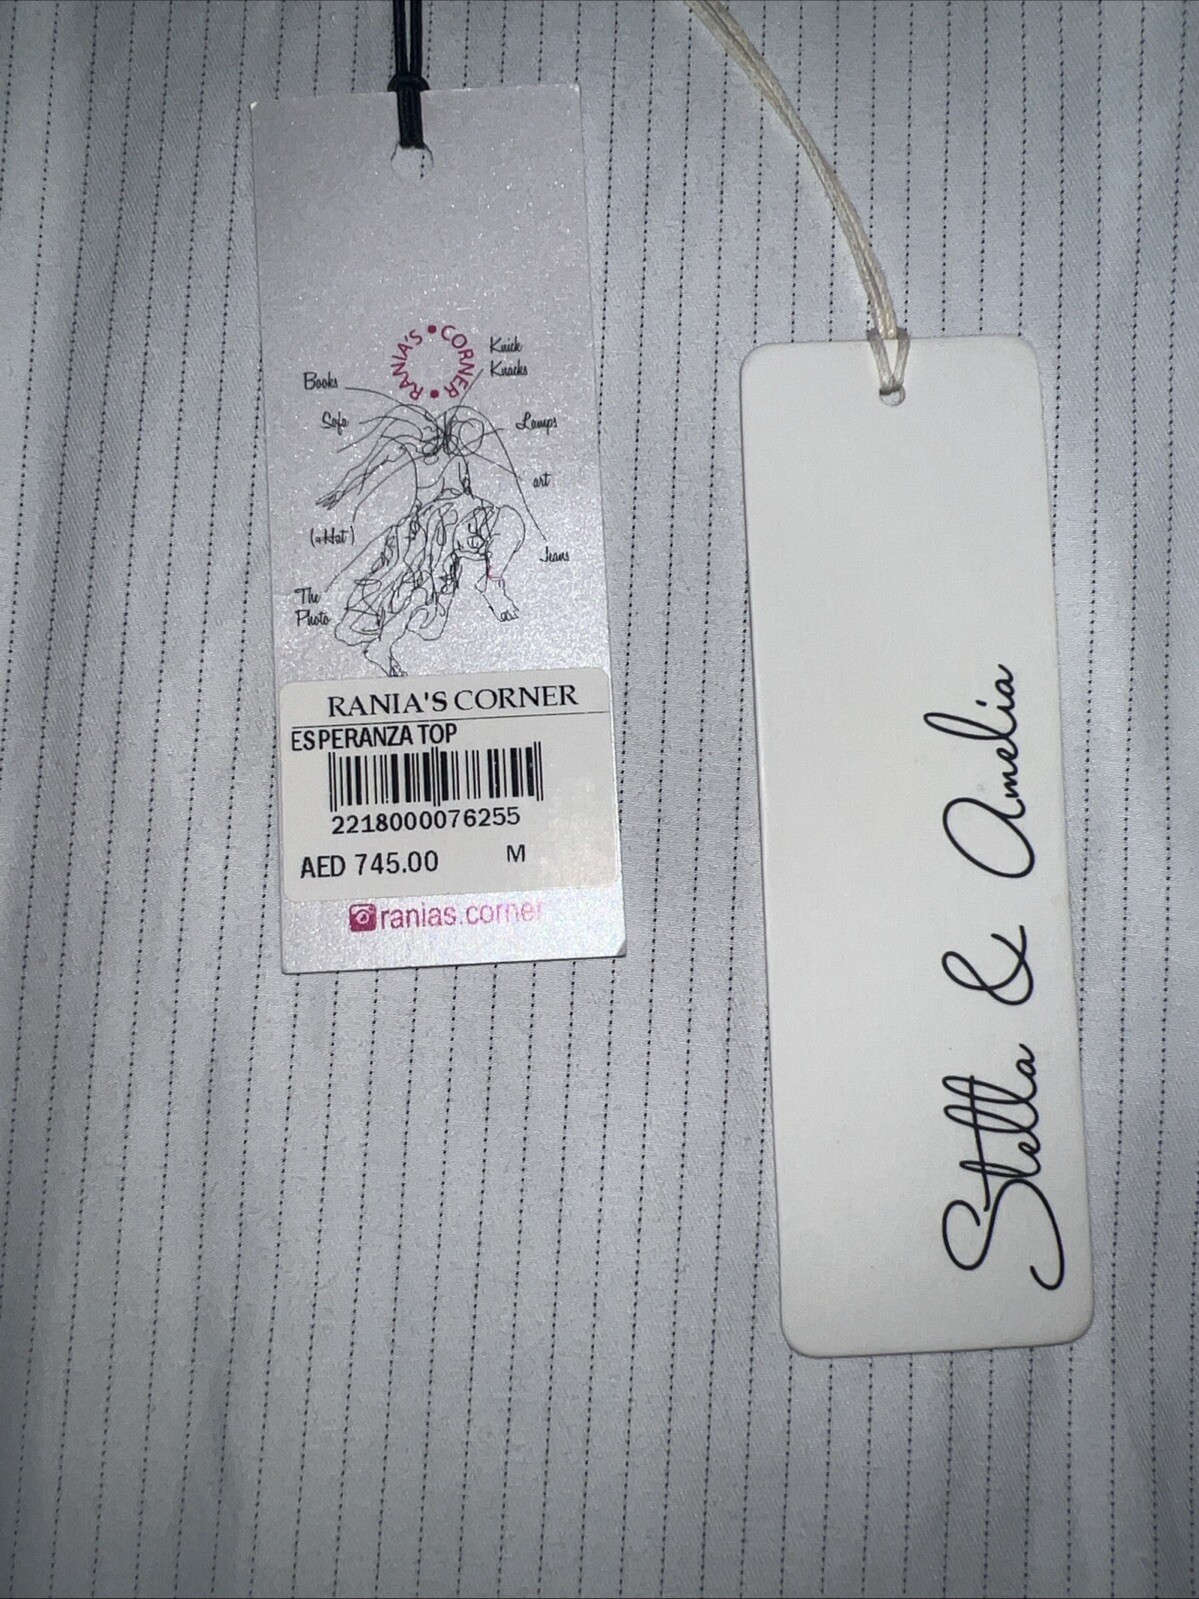 RANIA'S • CORNER •
Knick
Knacks
Books
Sofa
Lamps
art
(a Hat)
Jeans
The
Photo
RANIA'S CORNER
ESPERANZA TOP
2218000076255
AED 745.00 M
ranias.corner
Stella & Amelia